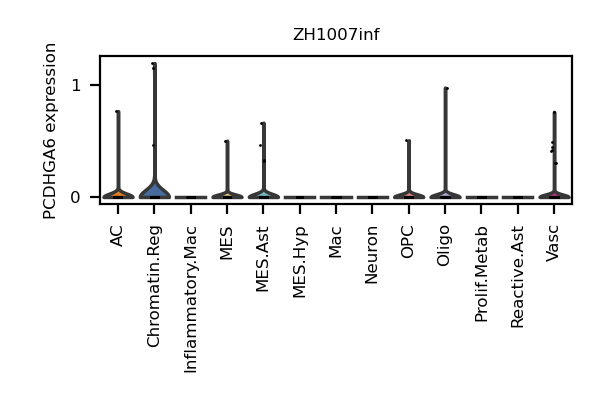 ZH1007inf
PCDHGA6 expression
1
0
AC
Chromatin.Reg
Inflammatory.Mac
MES
MES.Ast
MES.Hyp
Mac
Neuron
OPC
Oligo
Prolif.Metab
Reactive.Ast
Vasc